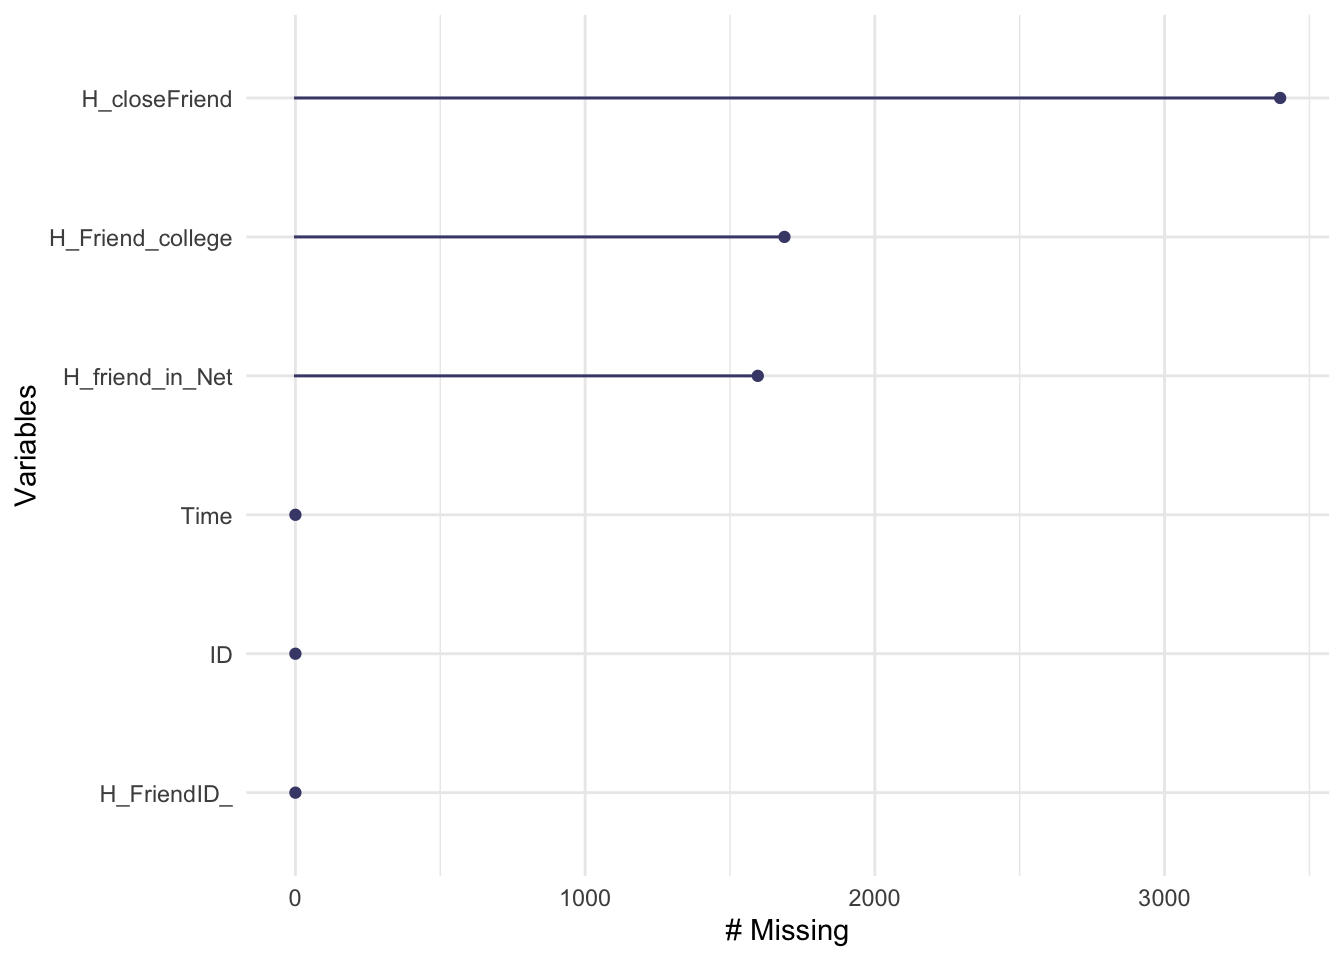 H_closeFriend
H_Friend_college
H_friend_in_Net
Time
ID
H_FriendID_
Variables
0 1000 2000 3000
# Missing